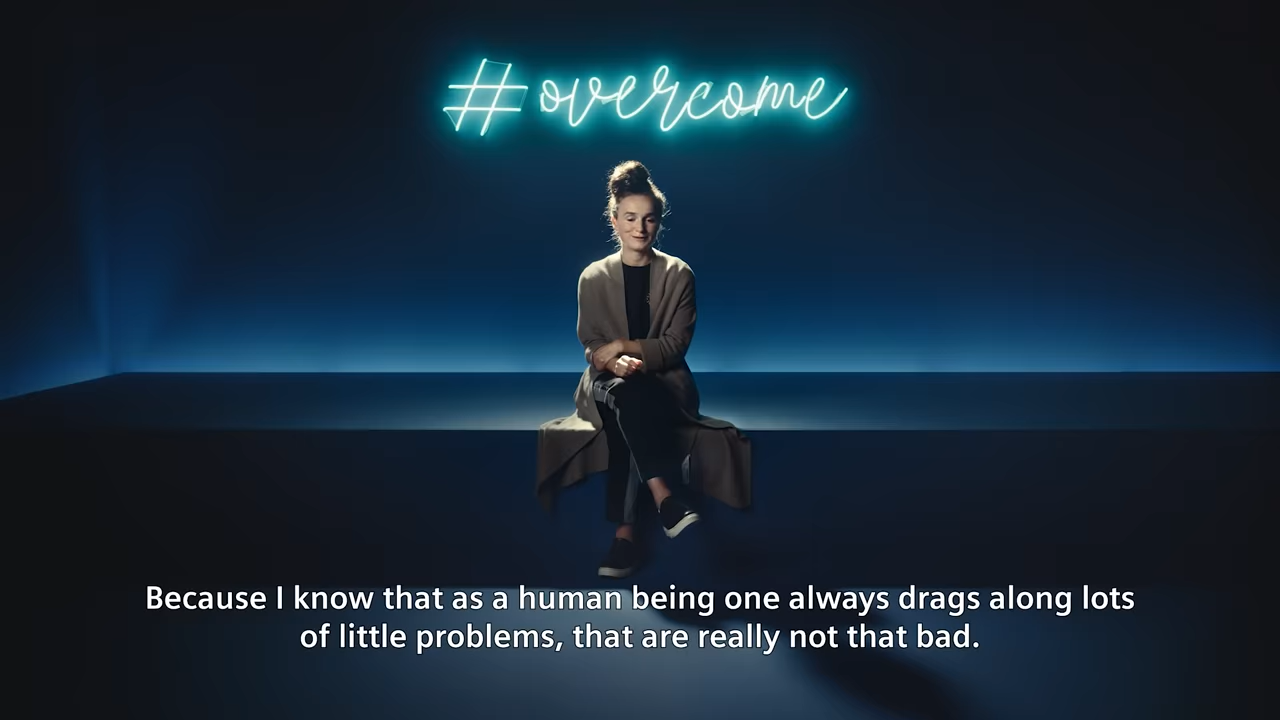 #overcome
Because I know that as a human being one always drags along lots
of little problems, that are really not that bad.